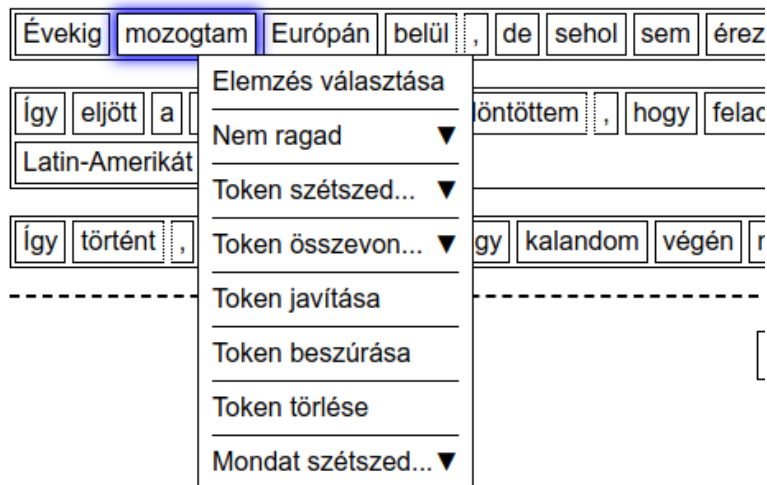 Évekig mozogtam Európán belül , de sehol sem érez
Elemzés választása
Így eljött a löntöttem , hogy felad
Nem ragad ▼
Latin-Amerikát
Token szétszed... ▼
Token összevon... ▼
Így történt , gy kalandom végén
Token javítása
Token beszúrása
Token törlése
Mondat szétszed... ▼